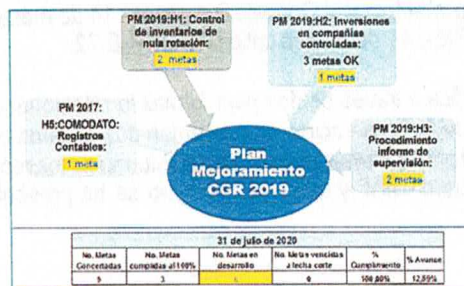 PM 2019:H1: Control
de inventarios de
nula rotación:
2 metas
PM 2019:H2: Inversiones
en compañías
controladas:
3 metas OK
1 metas
PM 2017:
H5:COMODATO:
Registros
Contables:
1 meta
Plan
Mejoramiento
CGR 2019
PM 2019:H3:
Procedimiento
informe de
supervisión:
2 metas
31 de julio de 2020
No. Metas Concertadas
No. Metas cumplidas al 100%
No. Metas en desarrollo
No. Metas vencidas a fecha corte
% Cumplimiento
% Avance
9 3 0 100,00%